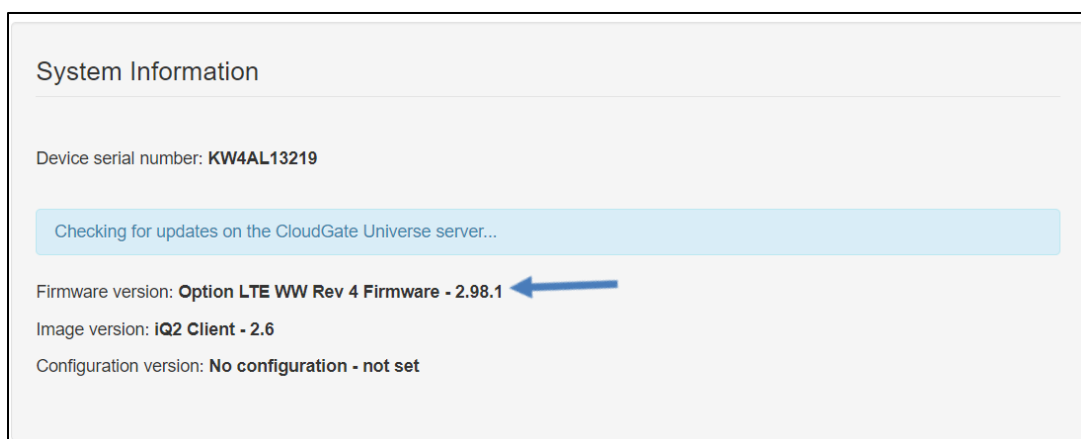 System Information
Device serial number: KW4AL13219
Checking for updates on the CloudGate Universe server...
Firmware version: Option LTE WW Rev 4 Firmware - 2.98.1
Image version: iQ2 Client - 2.6
Configuration version: No configuration - not set